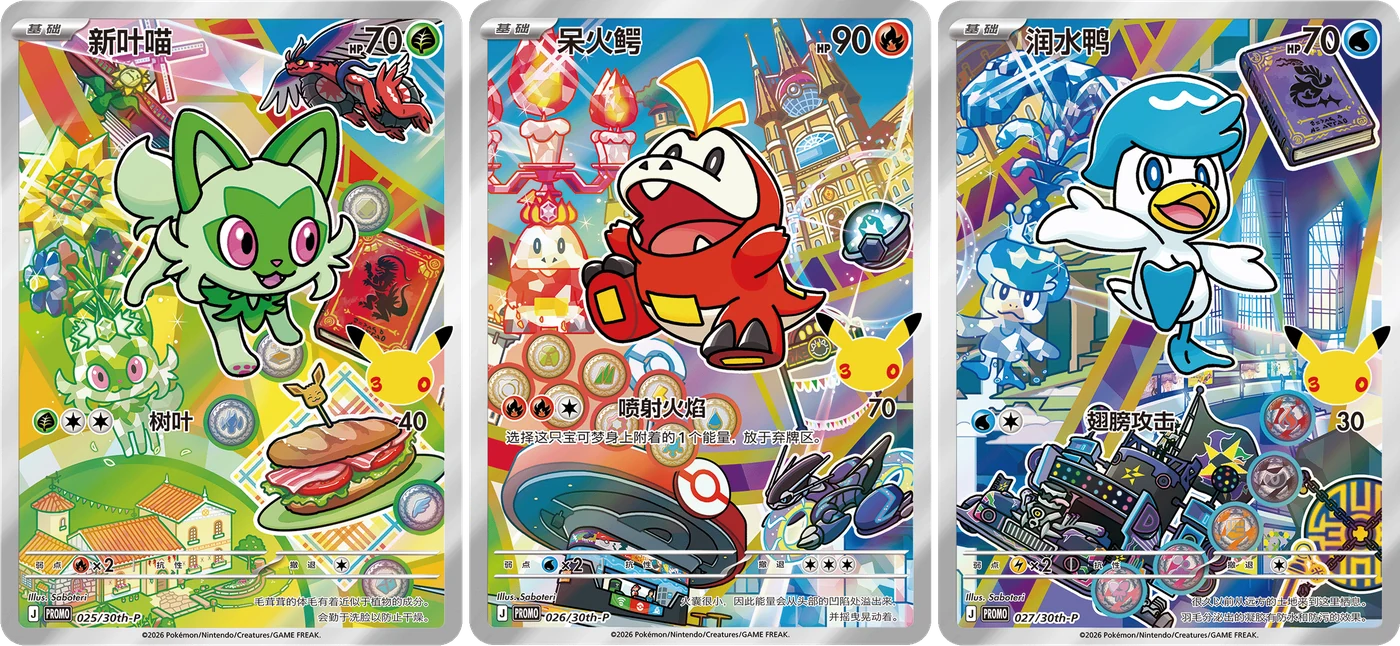 基础
新叶喵
HP70
30
树叶
40
弱点 ×2 抗性 撤退
Illus. Saboteri
J PROMO 025/30th-P
毛茸茸的体毛有着近似于植物的成分。
会勤于洗脸以防止干燥。
©2026 Pokémon/Nintendo/Creatures/GAME FREAK.
基础
呆火鳄
HP90
30
喷射火焰
70
选择这只宝可梦身上附着的1个能量，放于弃牌区。
弱点 ×2 抗性 撤退
Illus. Saboteri
J PROMO 026/30th-P
火囊很小，因此能量会从头部的凹陷处溢出来，
并摇曳晃动着。
©2026 Pokémon/Nintendo/Creatures/GAME FREAK.
基础
润水鸭
HP70
30
翅膀攻击
30
弱点 ×2 抗性 撤退
Illus. Saboteri
J PROMO 027/30th-P
很久以前从远方的土地来到这里栖息。
羽毛分泌出的凝胶有防水和防污的效果。
©2026 Pokémon/Nintendo/Creatures/GAME FREAK.